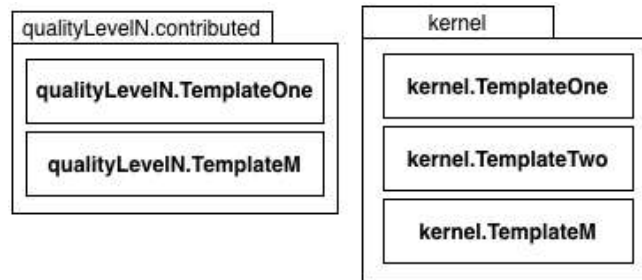 qualityLevelN.contributed
qualityLevelN.TemplateOne
qualityLevelN.TemplateM
kernel
kernel.TemplateOne
kernel.TemplateTwo
kernel.TemplateM